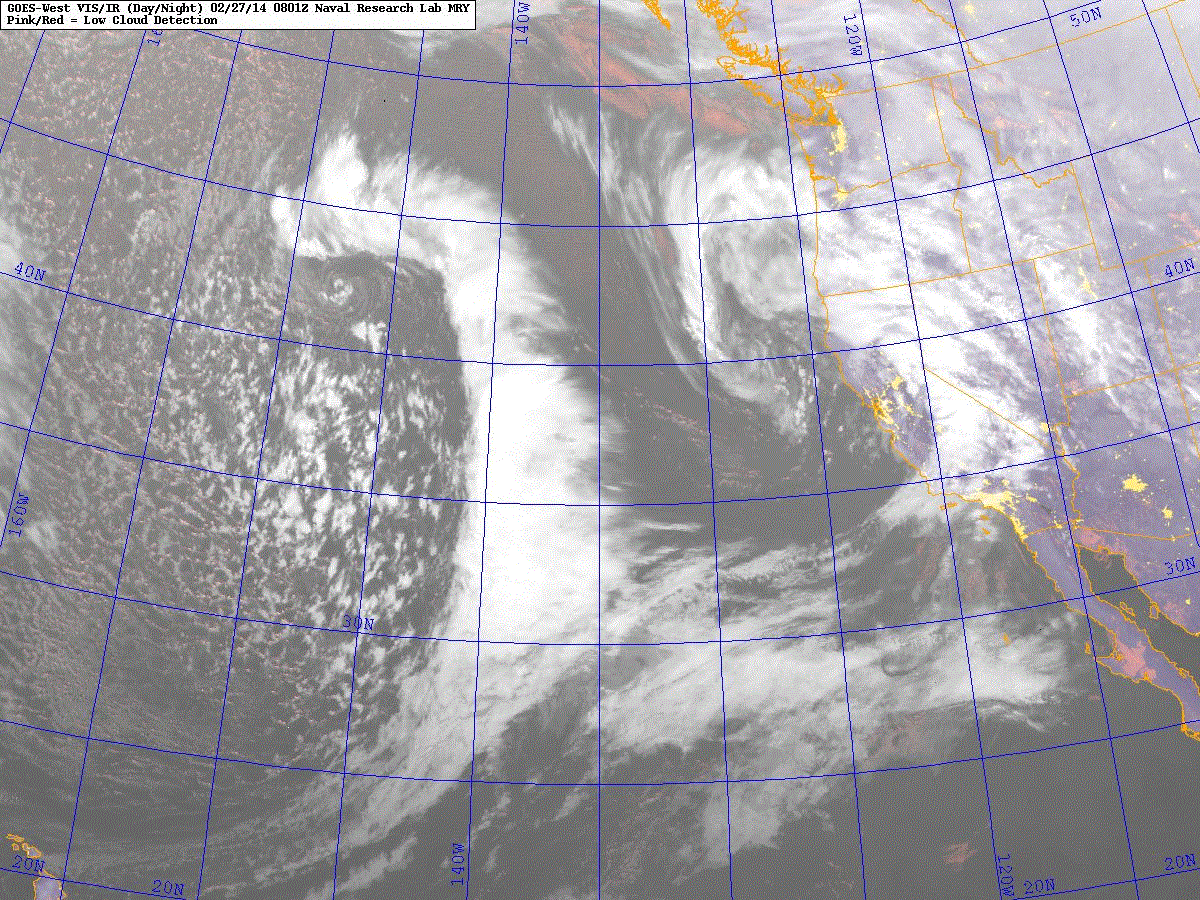 GOES-West VIS/IR (Day/Night) 02/27/14 0801Z Naval Research Lab MRY
Pink/Red = Low Cloud Detection
140W
120W
50N
40N
40N
160W
30N
30N
20N
20N
140W
120W
20N